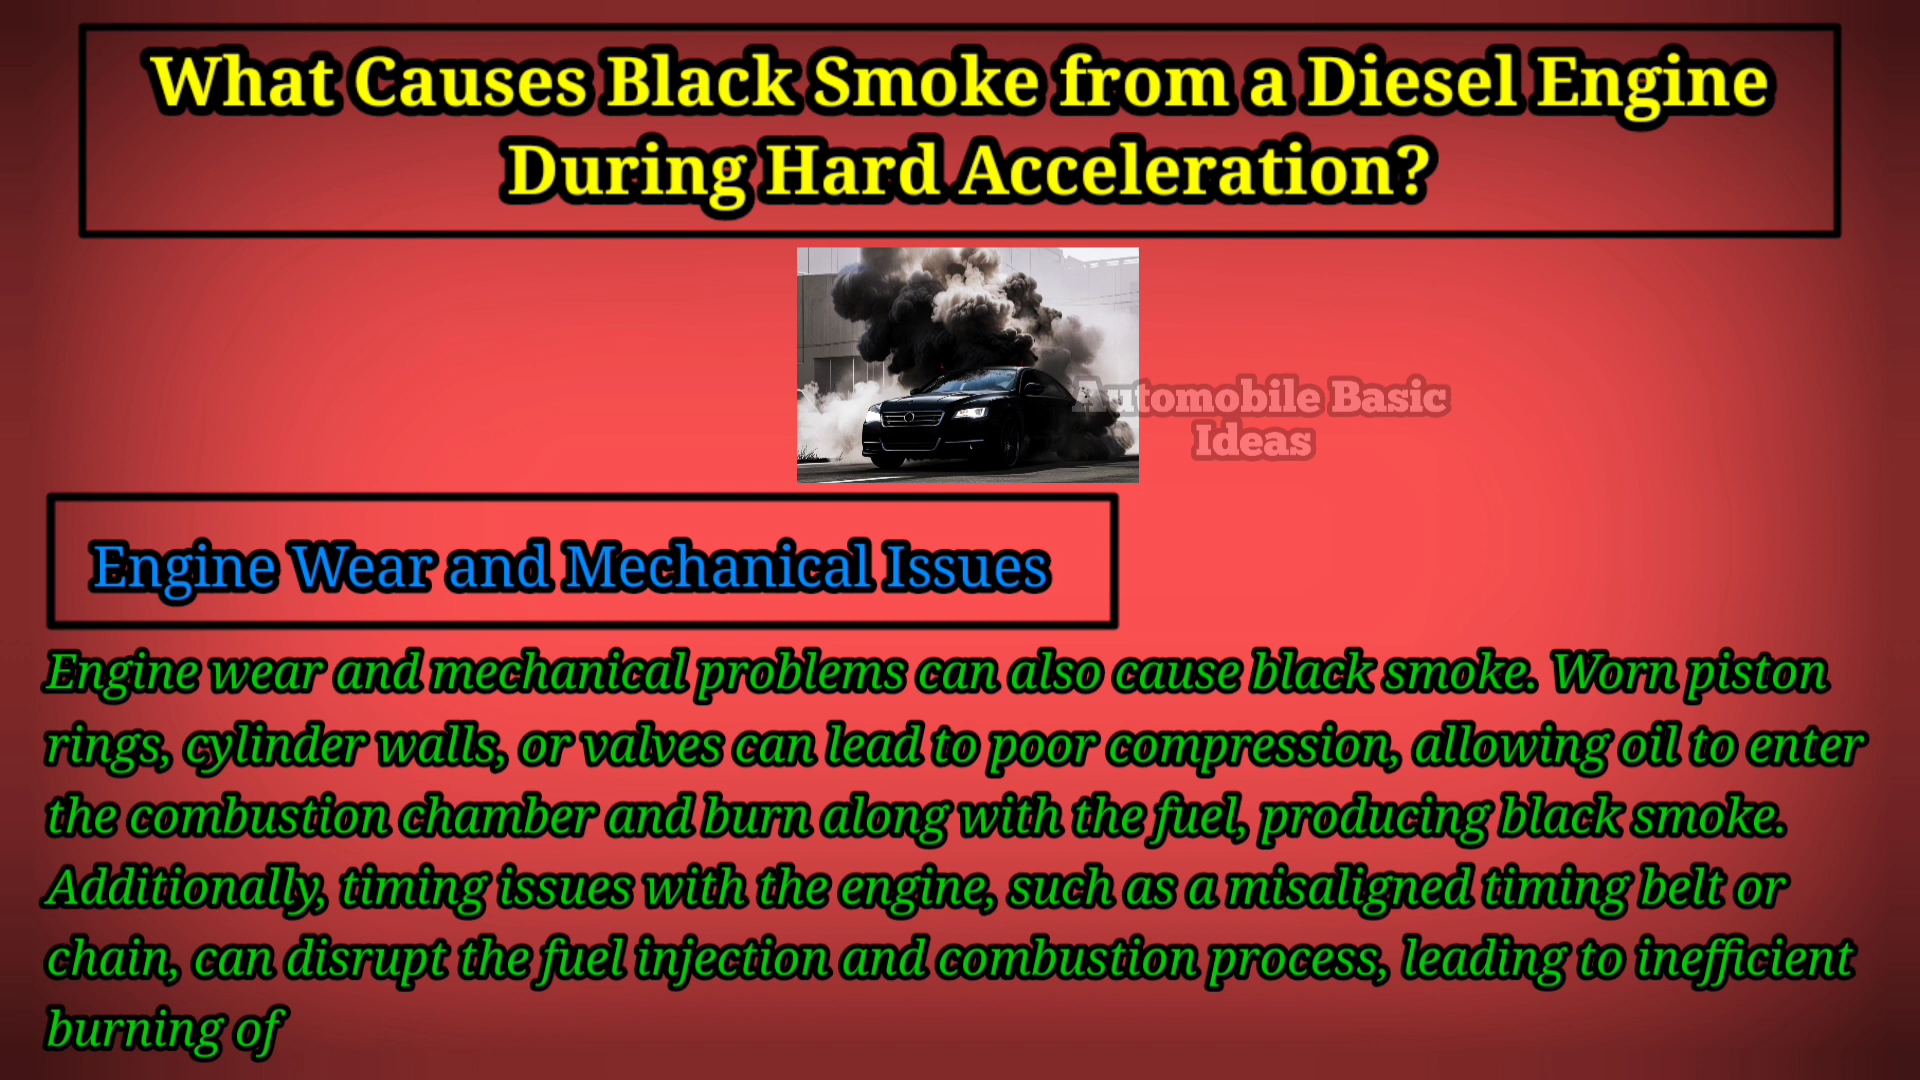 What Causes Black Smoke from a Diesel Engine
During Hard Acceleration?
Automobile Basic
Ideas
Engine Wear and Mechanical Issues
Engine wear and mechanical problems can also cause black smoke. Worn piston
rings, cylinder walls, or valves can lead to poor compression, allowing oil to enter
the combustion chamber and burn along with the fuel, producing black smoke.
Additionally, timing issues with the engine, such as a misaligned timing belt or
chain, can disrupt the fuel injection and combustion process, leading to inefficient
burning of